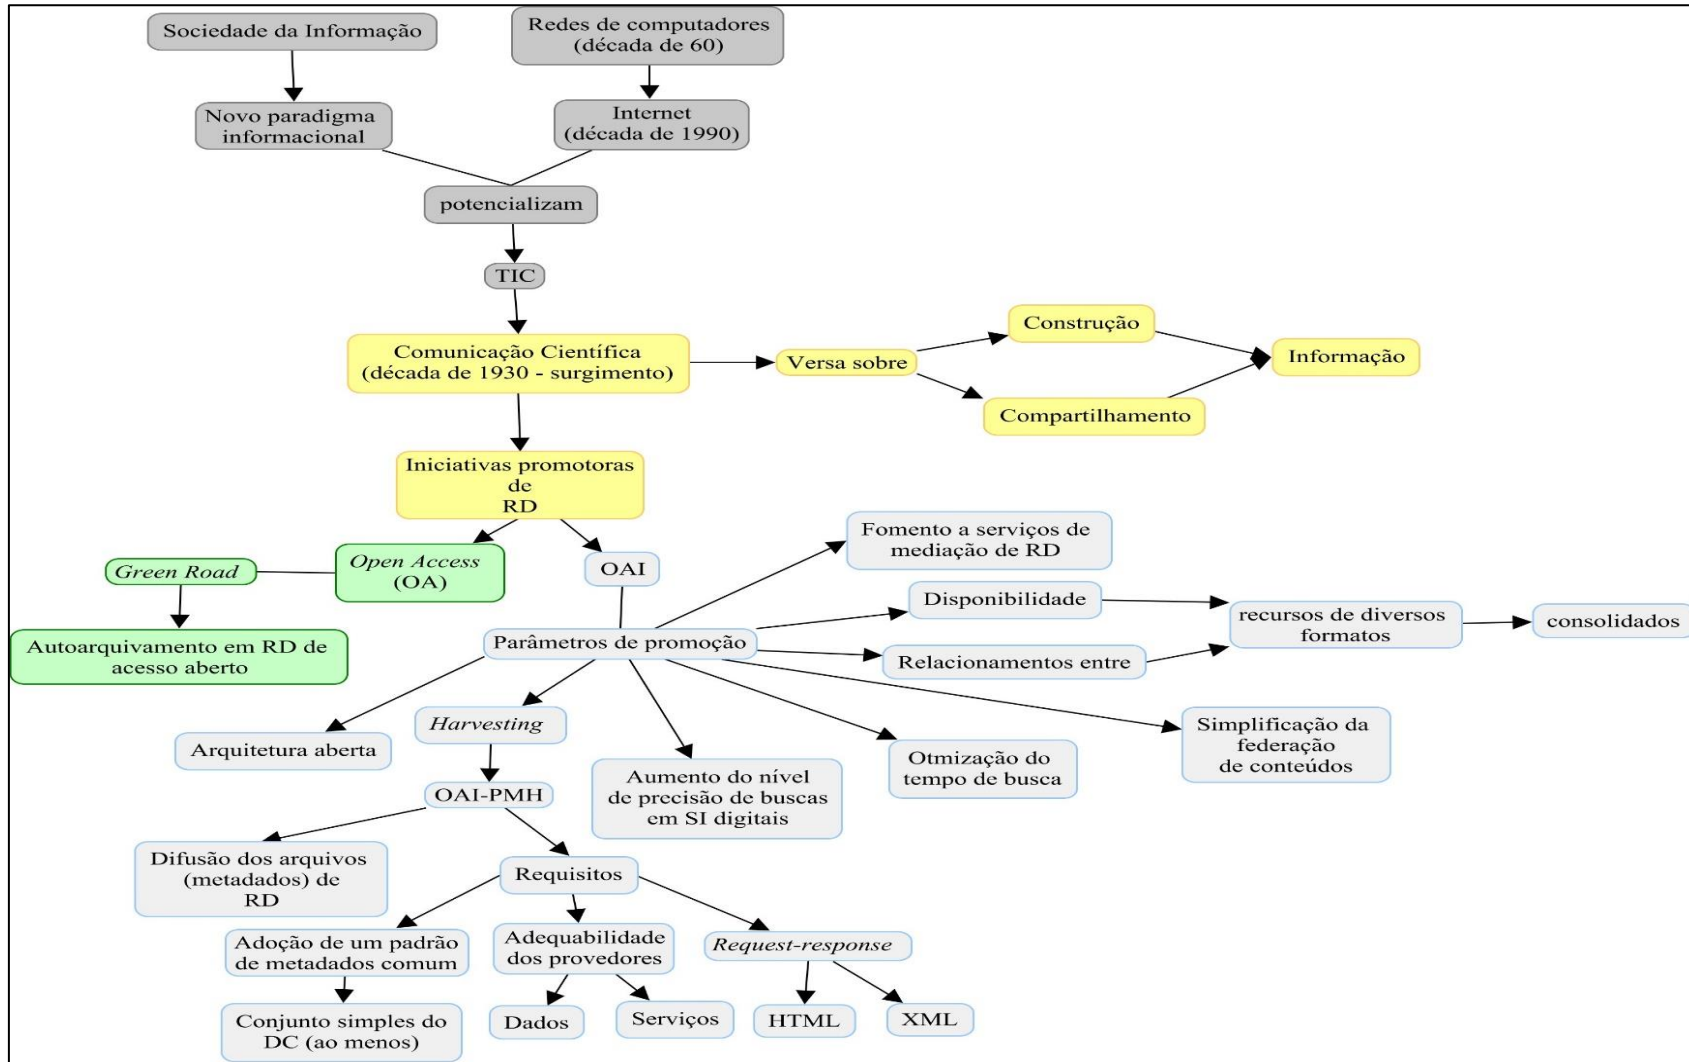 Sociedade da Informação
Redes de computadores
(década de 60)
Novo paradigma
informacional
Internet
(década de 1990)
potencializam
TIC
Comunicação Científica
(década de 1930 - surgimento)
Versa sobre
Construção
Compartilhamento
Informação
Iniciativas promotoras
de
RD
Green Road
Open Access
(OA)
OAI
Autoarquivamento em RD de
acesso aberto
Parâmetros de promoção
Fomento a serviços de
mediação de RD
Disponibilidade
Relacionamentos entre
recursos de diversos
formatos
consolidados
Arquitetura aberta
Harvesting
Aumento do nível
de precisão de buscas
em SI digitais
Otmização do
tempo de busca
Simplificação da
federação
de conteúdos
OAI-PMH
Difusão dos arquivos
(metadados) de
RD
Requisitos
Adoção de um padrão
de metadados comum
Adequabilidade
dos provedores
Request-response
Conjunto simples do
DC (ao menos)
Dados
Serviços
HTML
XML